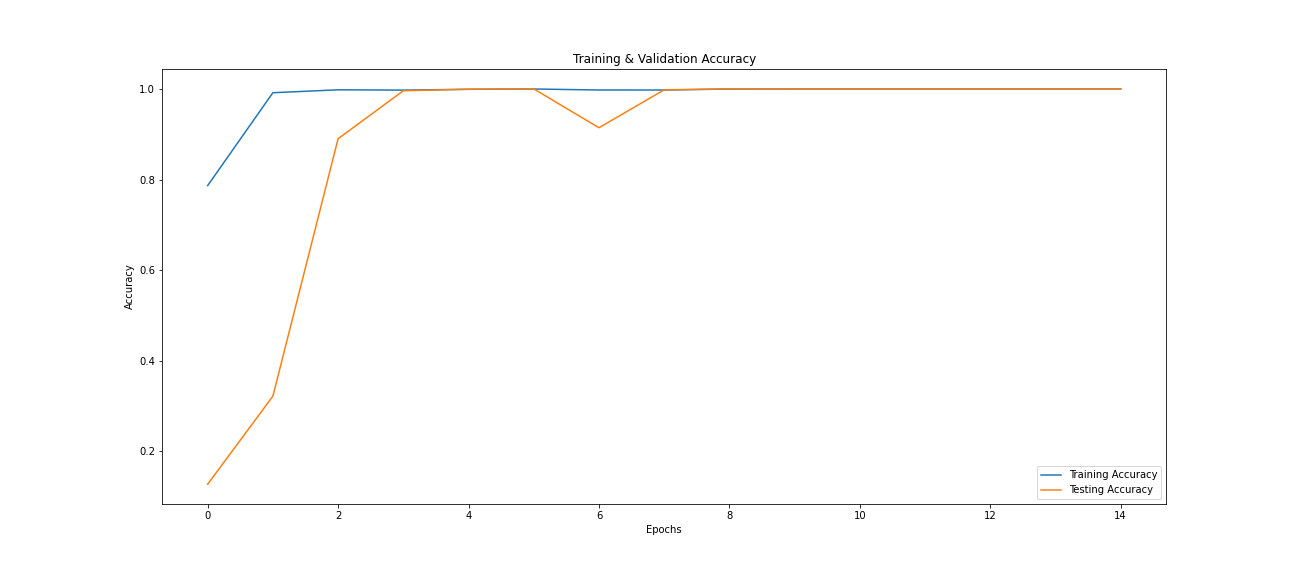 Training & Validation Accuracy
1.0
0.8
0.6
0.4
0.2
Accuracy
Training Accuracy
Testing Accuracy
0 2 4 6 8 10 12 14
Epochs